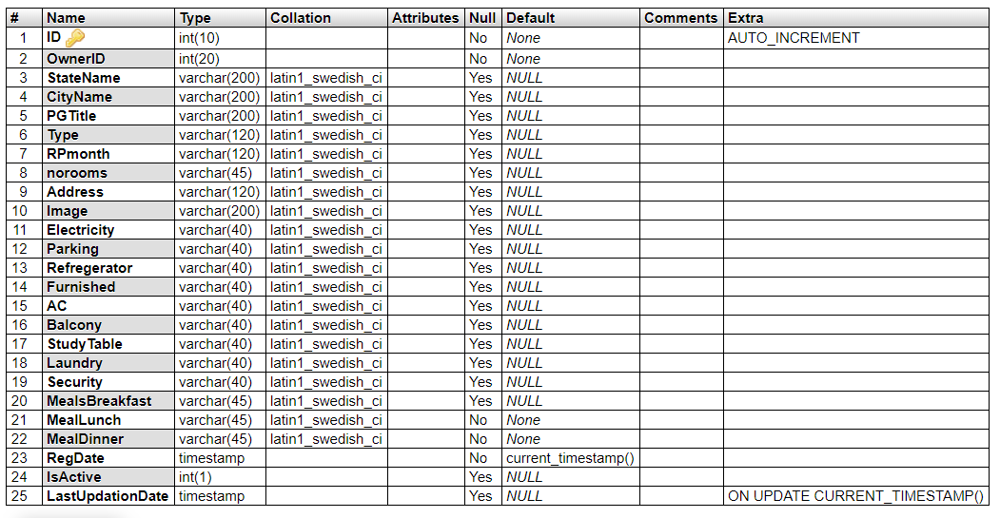 # Name Type Collation Attributes Null Default Comments Extra
1 ID int(10) No None AUTO_INCREMENT
2 OwnerID int(20) No None
3 StateName varchar(200) latin1_swedish_ci Yes NULL
4 CityName varchar(200) latin1_swedish_ci Yes NULL
5 PGTitle varchar(200) latin1_swedish_ci Yes NULL
6 Type varchar(120) latin1_swedish_ci Yes NULL
7 RPmonth varchar(120) latin1_swedish_ci Yes NULL
8 norooms varchar(45) latin1_swedish_ci Yes NULL
9 Address varchar(120) latin1_swedish_ci Yes NULL
10 Image varchar(200) latin1_swedish_ci Yes NULL
11 Electricity varchar(40) latin1_swedish_ci Yes NULL
12 Parking varchar(40) latin1_swedish_ci Yes NULL
13 Refregerator varchar(40) latin1_swedish_ci Yes NULL
14 Furnished varchar(40) latin1_swedish_ci Yes NULL
15 AC varchar(40) latin1_swedish_ci Yes NULL
16 Balcony varchar(40) latin1_swedish_ci Yes NULL
17 StudyTable varchar(40) latin1_swedish_ci Yes NULL
18 Laundry varchar(40) latin1_swedish_ci Yes NULL
19 Security varchar(40) latin1_swedish_ci Yes NULL
20 MealsBreakfast varchar(45) latin1_swedish_ci Yes NULL
21 MealLunch varchar(45) latin1_swedish_ci No None
22 MealDinner varchar(45) latin1_swedish_ci No None
23 RegDate timestamp No current_timestamp()
24 IsActive int(1) Yes NULL
25 LastUpdationDate timestamp Yes NULL ON UPDATE CURRENT_TIMESTAMP()